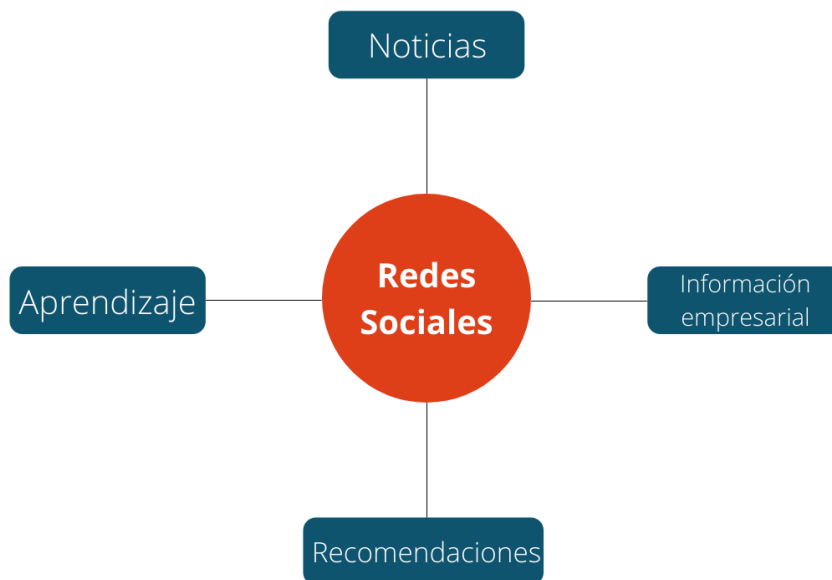 Noticias
Aprendizaje
Redes
Sociales
Información
empresarial
Recomendaciones